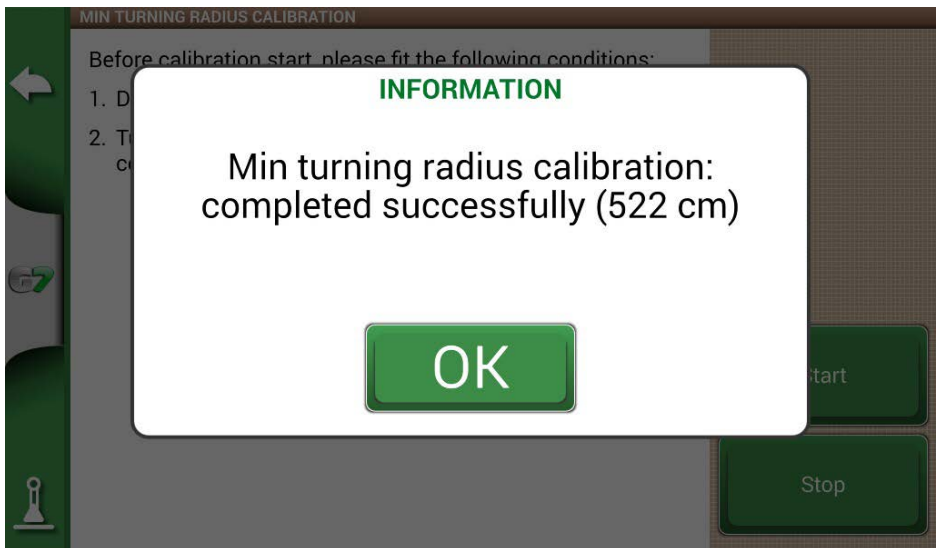 MIN TURNING RADIUS CALIBRATION
Before calibration start, please fit the following conditions:
1.
2.
INFORMATION
Min turning radius calibration:
completed successfully (522 cm)
OK
G7
Start
Stop